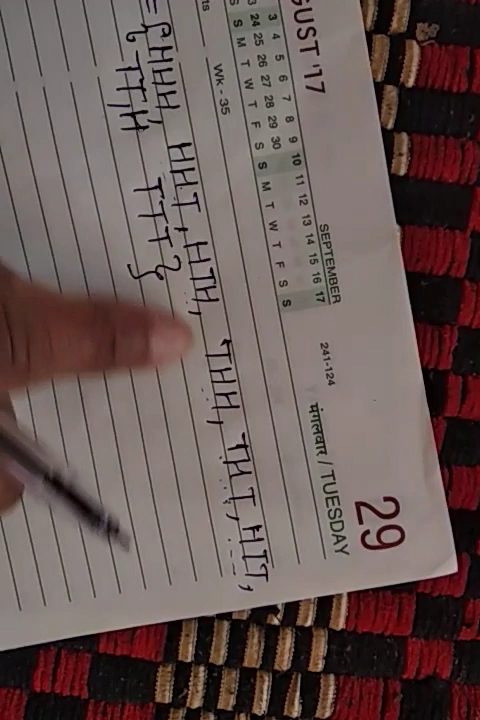 GUST '17
SEPTEMBER
3 4 5 6 7 8 9 10 11 12 13 14 15 16 17
24 25 26 27 28 29 30
S S M T W T F S S M T W T F S S
241-124
29
मंगलवार / TUESDAY
Wk - 35
ts
= { HHH, HHT, HTH, THH, THT, HTT,
TTH TTT }